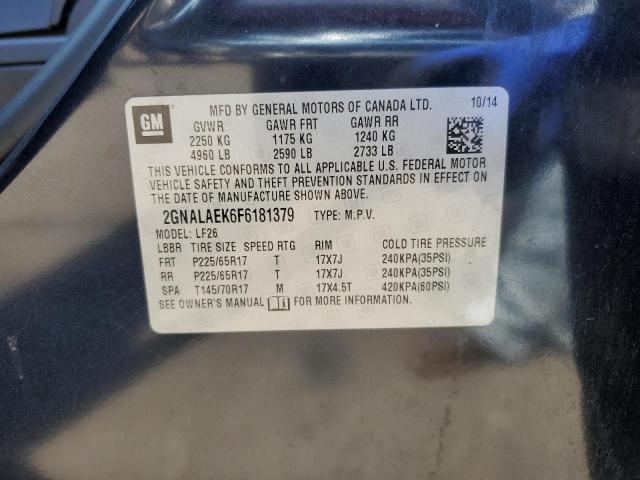 GM
MFD BY GENERAL MOTORS OF CANADA LTD. 10/14
GVWR GAWR FRT GAWR RR
2250 KG 1175 KG 1240 KG
4960 LB 2590 LB 2733 LB
THIS VEHICLE CONFORMS TO ALL APPLICABLE U.S. FEDERAL MOTOR
VEHICLE SAFETY AND THEFT PREVENTION STANDARDS IN EFFECT ON
THE DATE OF MANUFACTURE SHOWN ABOVE.
2GNALAEK6F6181379 TYPE: M.P.V.
MODEL: LF26
LBBR TIRE SIZE SPEED RTG RIM COLD TIRE PRESSURE
FRT P225/65R17 T 17X7J 240KPA(35PSI)
RR P225/65R17 T 17X7J 240KPA(35PSI)
SPA T145/70R17 M 17X4.5T 420KPA(60PSI)
SEE OWNER'S MANUAL FOR MORE INFORMATION.